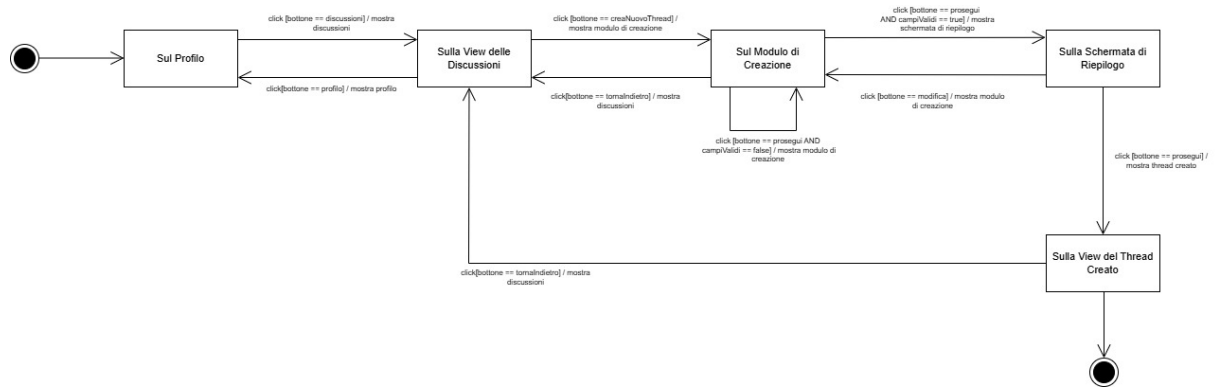 click [bottone == discussioni] / mostra
discussioni
click [bottone == creaNuovoThread] /
mostra modulo di creazione
click [bottone == prosegui
AND campiValidi == true] / mostra
schermata di riepilogo
Sul Profilo
Sulla View delle
Discussioni
Sul Modulo di
Creazione
Sulla Schermata di
Riepilogo
click[bottone == profilo] / mostra profilo
click[bottone == tornaIndietro] / mostra
discussioni
click [bottone == modifica] / mostra modulo
di creazione
click [bottone == prosegui AND
campiValidi == false] / mostra modulo di
creazione
click [bottone == prosegui] /
mostra thread creato
Sulla View del Thread
Creato
click[bottone == tornaIndietro] / mostra
discussioni